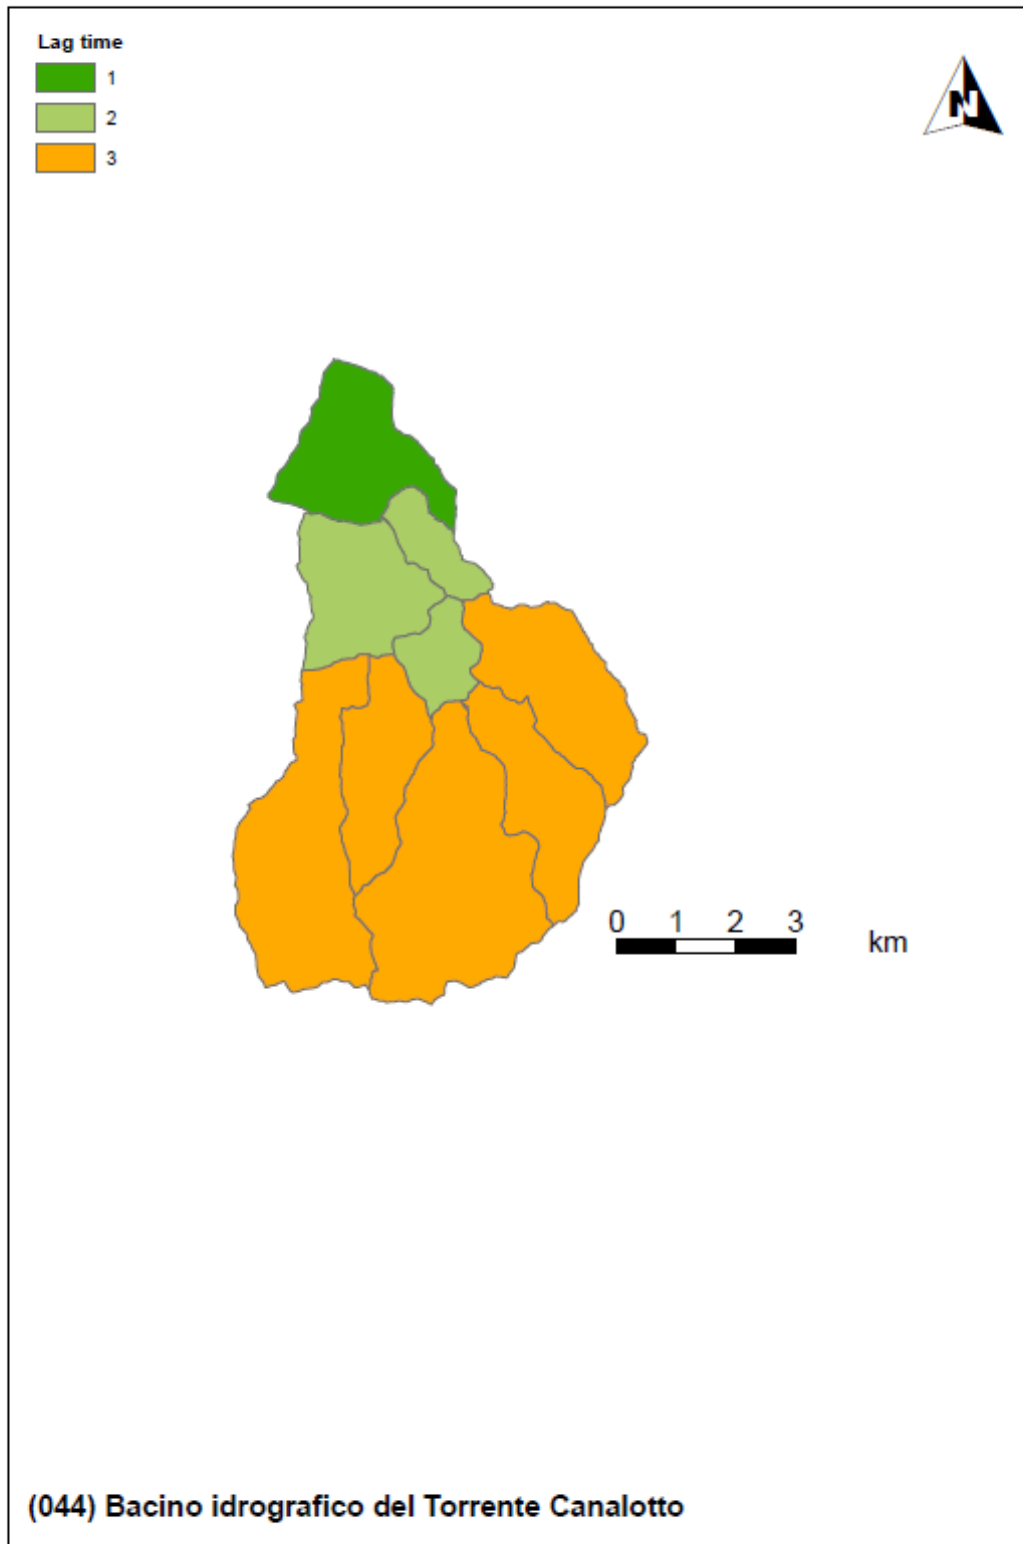 Lag time
1
2
3
N
0 1 2 3
km
(044) Bacino idrografico del Torrente Canalotto